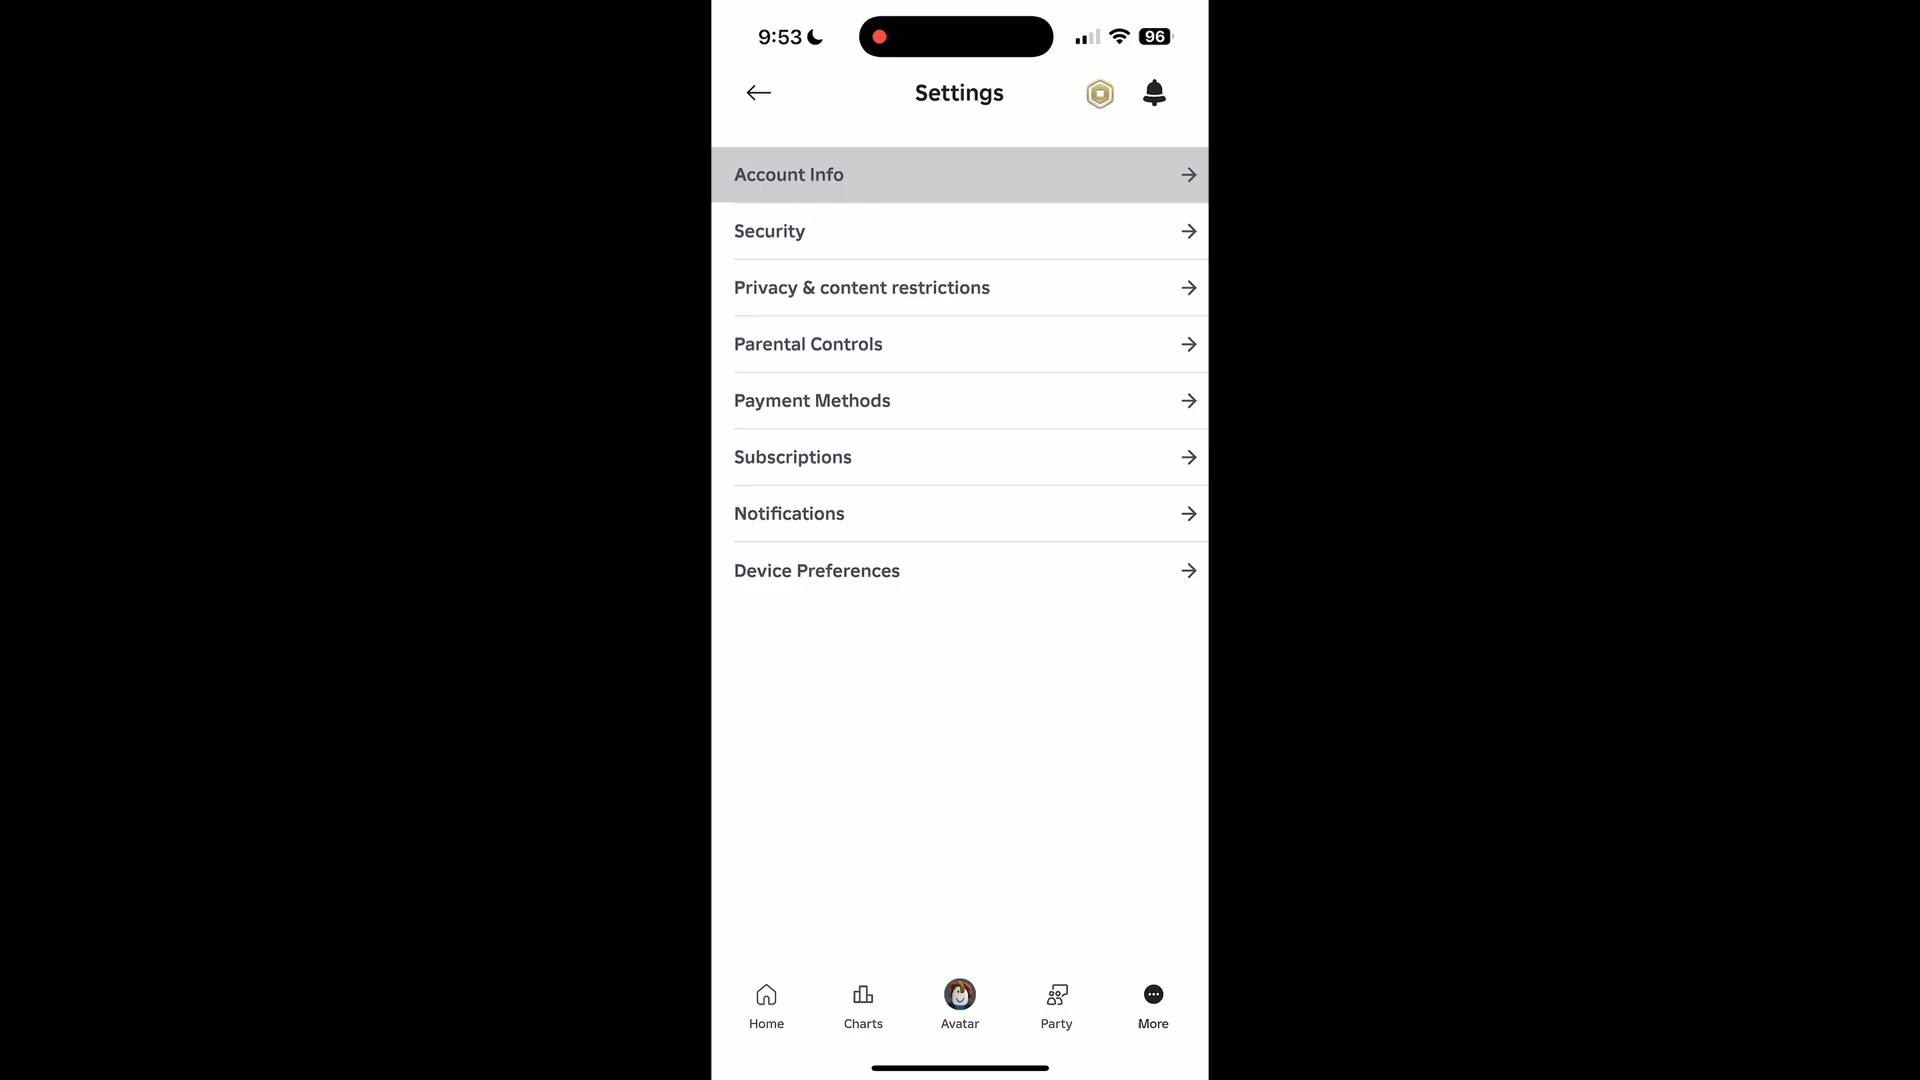 9:53
96
Settings
Account Info
Security
Privacy & content restrictions
Parental Controls
Payment Methods
Subscriptions
Notifications
Device Preferences
Home Charts Avatar Party More